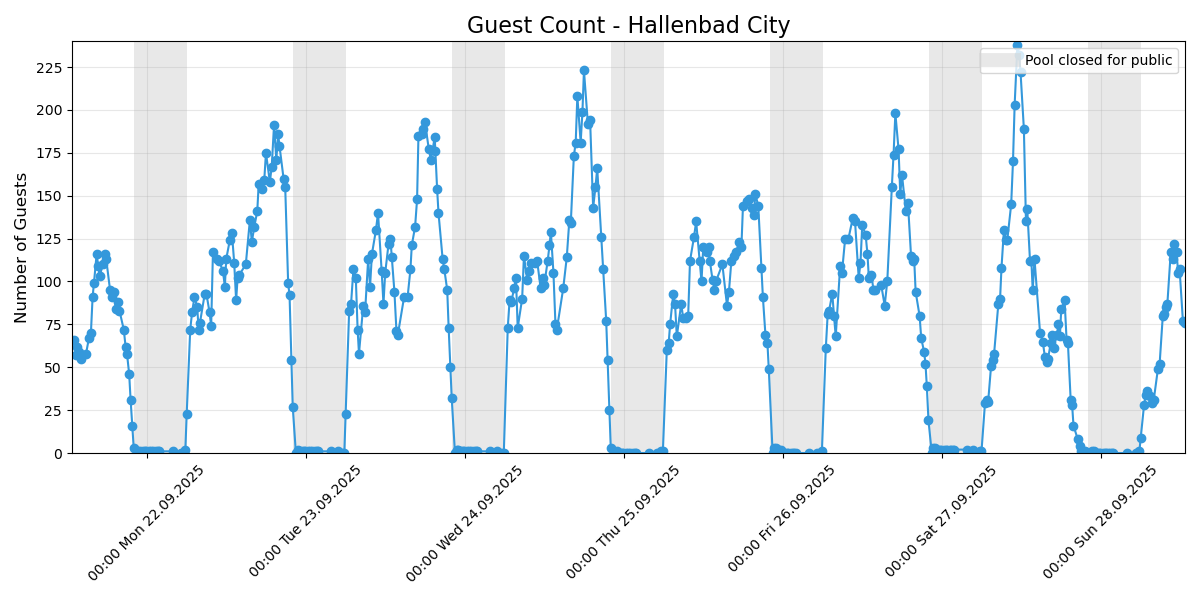 Guest Count - Hallenbad City
Pool closed for public
Number of Guests
225
200
175
150
125
100
75
50
25
0
00:00 Mon 22.09.2025
00:00 Tue 23.09.2025
00:00 Wed 24.09.2025
00:00 Thu 25.09.2025
00:00 Fri 26.09.2025
00:00 Sat 27.09.2025
00:00 Sun 28.09.2025